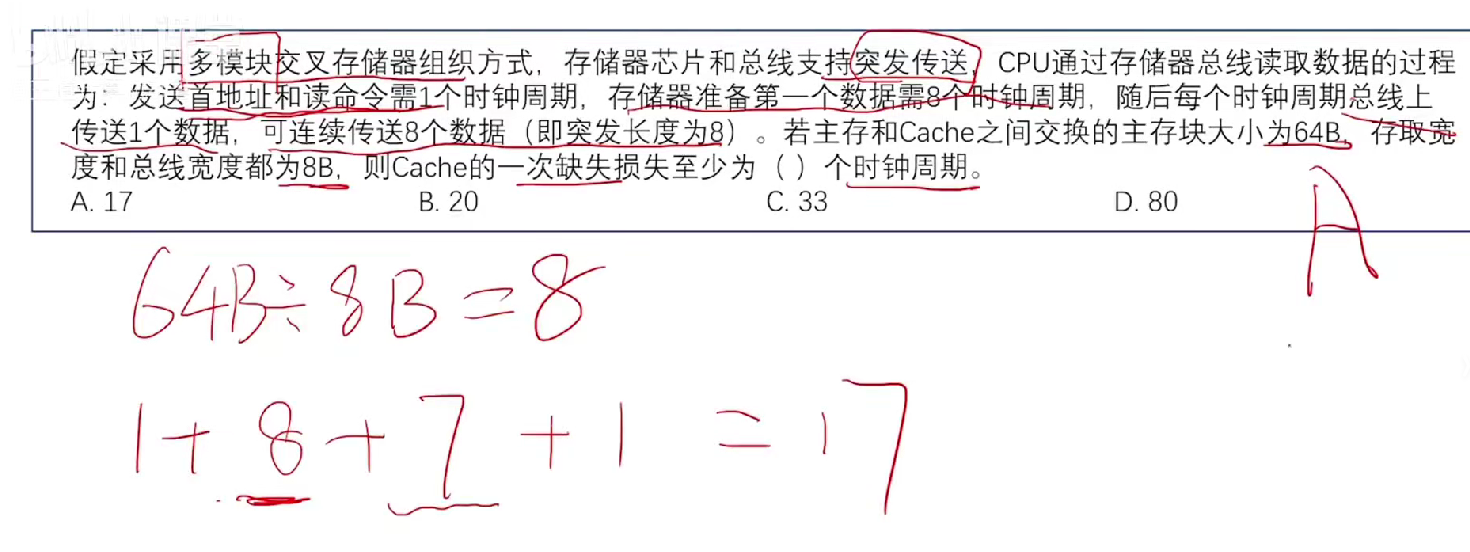 假定采用多模块交叉存储器组织方式，存储器芯片和总线支持突发传送，CPU通过存储器总线读取数据的过程
为：发送首地址和读命令需1个时钟周期，存储器准备第一个数据需8个时钟周期，随后每个时钟周期总线上
传送1个数据，可连续传送8个数据（即突发长度为8）。若主存和Cache之间交换的主存块大小为64B，存取宽
度和总线宽度都为8B，则Cache的一次缺失损失至少为（ ）个时钟周期。
A. 17 B. 20 C. 33 D. 80
A
64B÷8B=8
1+8+7+1=17